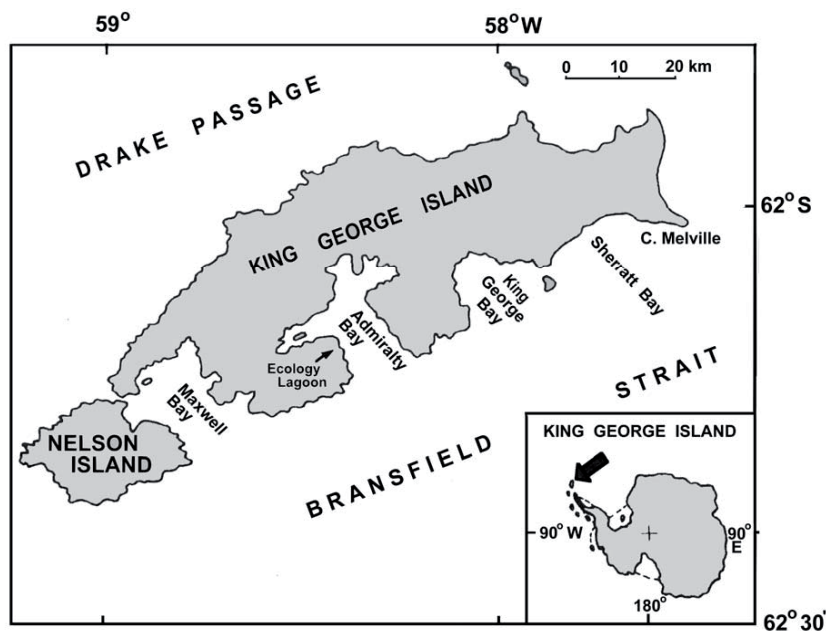 59°
58°W
0 10 20 km
DRAKE PASSAGE
62°S
KING GEORGE ISLAND
C. Melville
Sherratt Bay
King
George
Bay
Admiralty
Bay
Ecology
Lagoon
Maxwell
Bay
NELSON
ISLAND
BRANSFIELD STRAIT
KING GEORGE ISLAND
90° W
90°
E
180°
62°30'